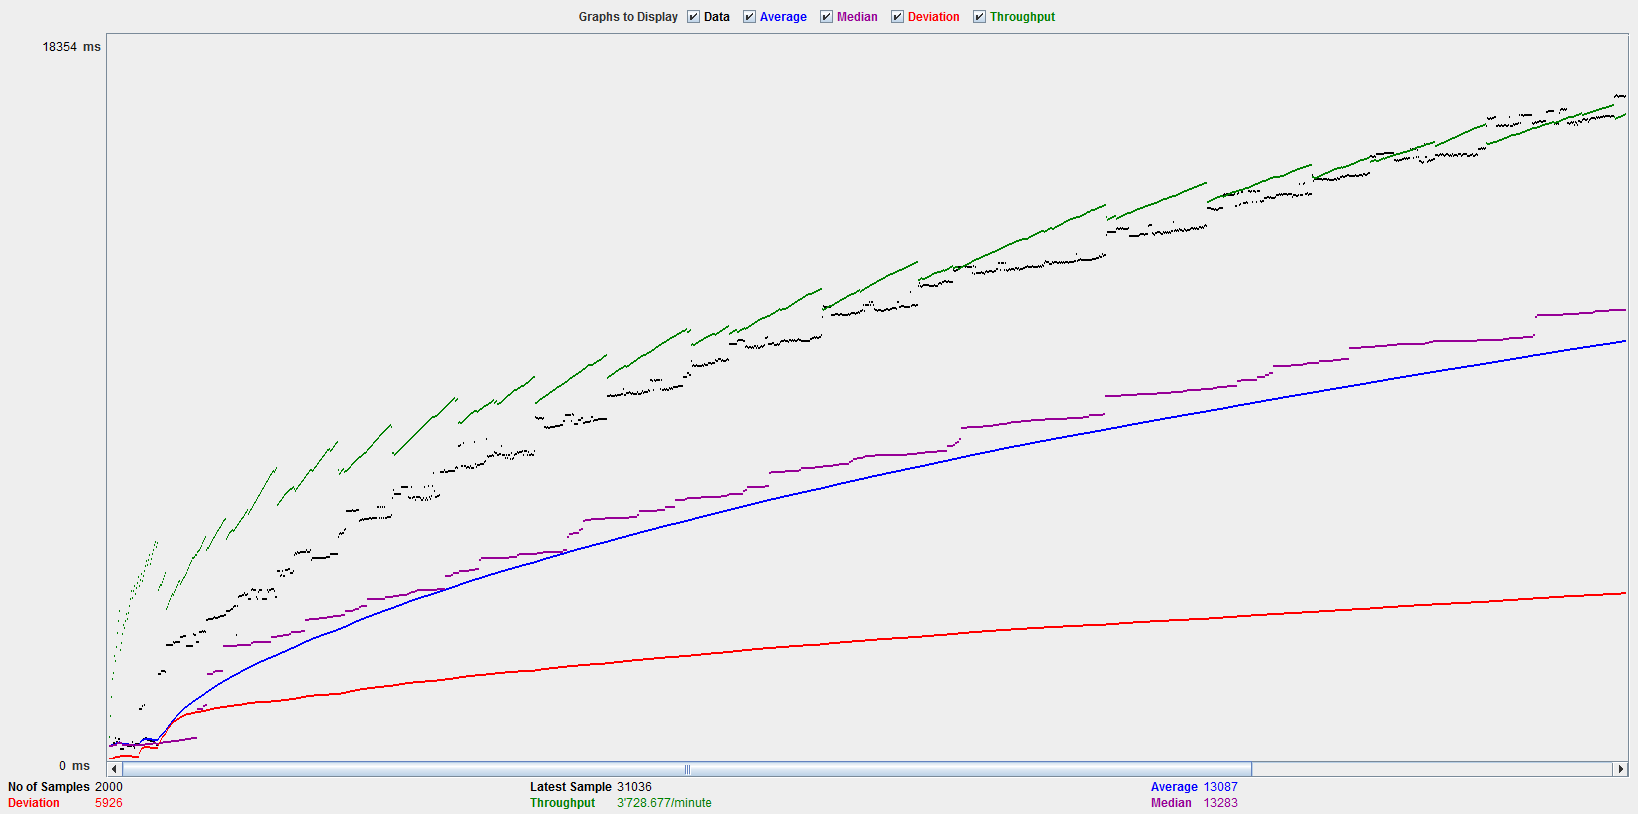 Graphs to Display Data Average Median Deviation Throughput
18354 ms
0 ms
No of Samples 2000 Latest Sample 31036 Average 13087
Deviation 5926 Throughput 3'728.677/minute Median 13283